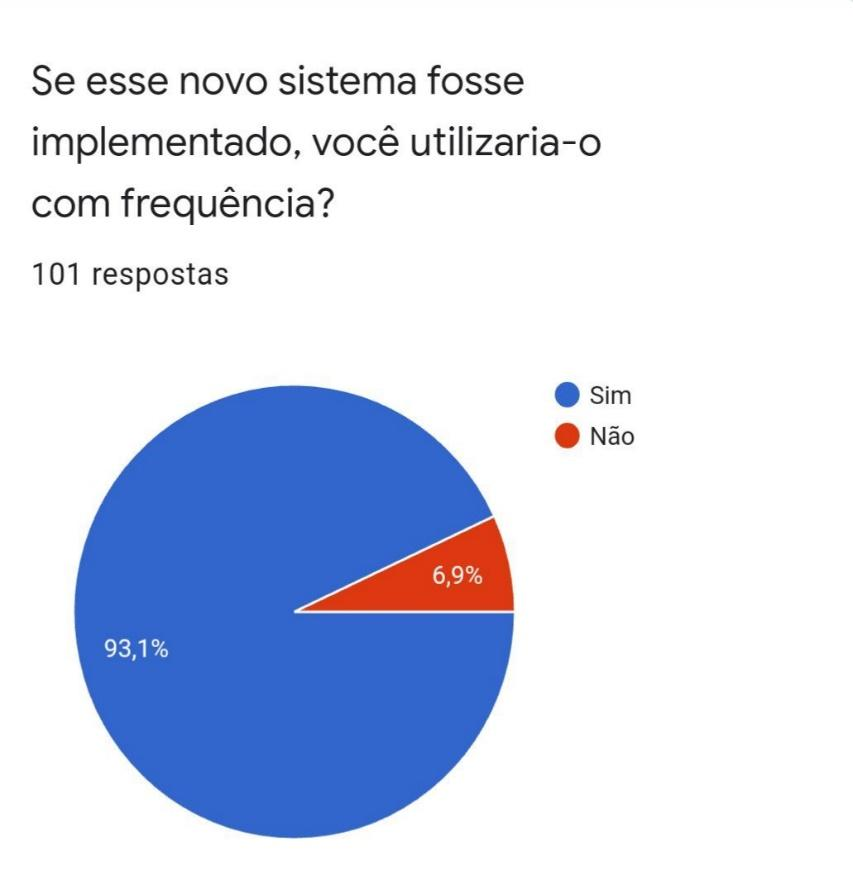 Se esse novo sistema fosse
implementado, você utilizaria-o
com frequência?
101 respostas
Sim
Não
6,9%
93,1%